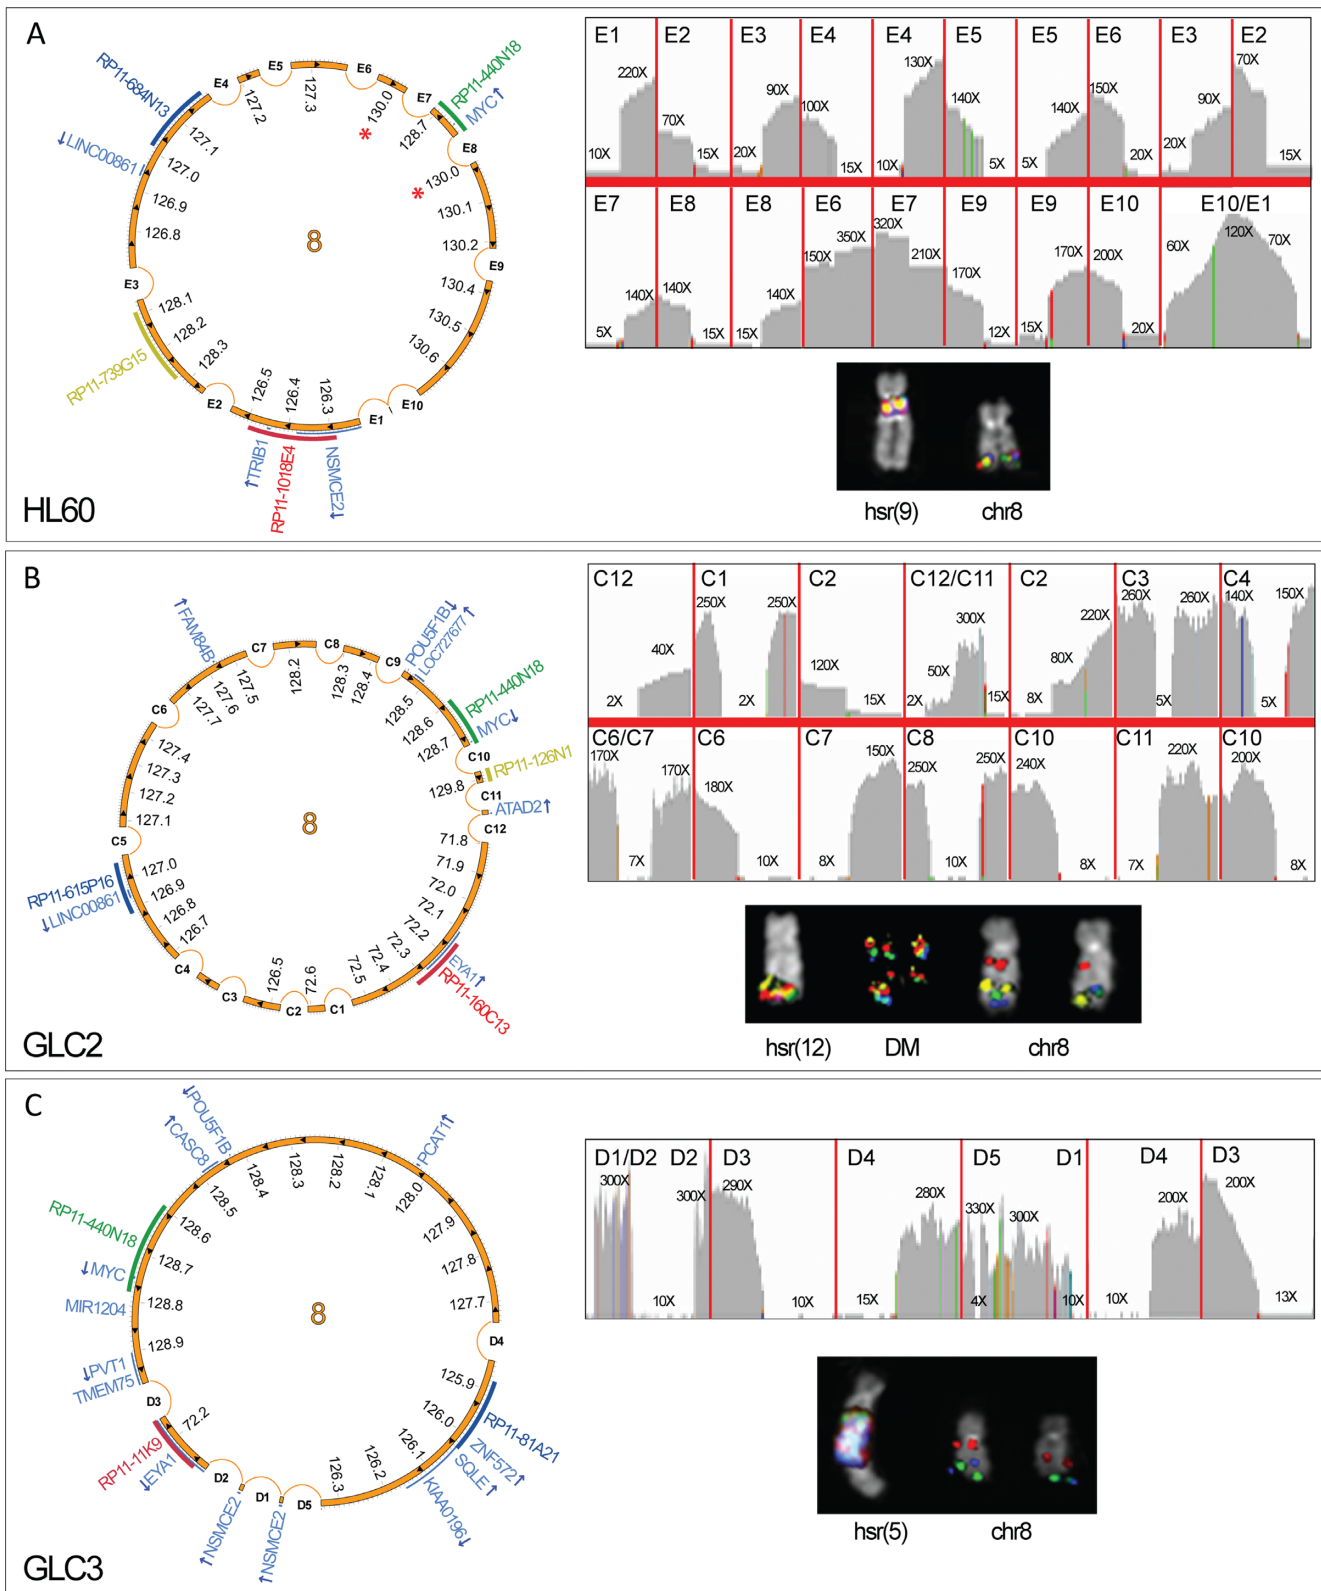 A
RP11-684N13
E4
E5
E6
E7
RP11-440N18
MYC↑
127.2
127.3
130.0
128.7
*
E8
↓LINC00861
127.1
127.0
126.9
126.8
130.0
*
130.1
130.2
8
E3
E9
130.4
130.5
130.6
128.1
128.2
128.3
RP11-739G15
E2
126.5
126.4
126.3
E1
E10
↑TRIB1
RP11-1018E4
NSMCE2↓
HL60
E1 E2 E3 E4 E4 E5 E5 E6 E3 E2
220X 70X 90X 100X 130X 140X 140X 150X 90X 70X
10X 15X 20X 15X 10X 5X 5X 20X 20X 15X
E7 E8 E8 E6 E7 E9 E9 E10 E10/E1
140X 140X 140X 150X 350X 320X 210X 170X 170X 200X 60X 120X 70X
5X 15X 15X 12X 15X 20X
hsr(9) chr8
B
↑FAM84B
C7
C8
C9
POU5F1B↓
LOC727677↑
128.2
128.3
128.4
128.5
128.6
128.7
RP11-440N18
MYC↓
127.5
127.6
127.7
C6
C10
RP11-126N1
129.8
C11
ATAD2↑
127.4
127.3
127.2
127.1
8
C12
C5
71.8
71.9
72.0
72.1
72.2
72.3
72.4
72.5
127.0
126.9
126.8
126.7
RP11-615P16
↓LINC00861
EYA1↑
RP11-160C13
C4
C3
126.5
C2
72.6
C1
GLC2
C12 C1 C2 C12/C11 C2 C3 C4
40X 250X 250X 120X 50X 300X 80X 220X 260X 260X 140X 150X
2X 2X 15X 2X 15X 8X 5X 5X
C6/C7 C6 C7 C8 C10 C11 C10
170X 170X 180X 150X 250X 250X 240X 220X 200X
7X 10X 8X 10X 8X 7X 8X
hsr(12) DM chr8
C
↓POU5F1B
↑CASC8
PCAT1↑
128.5
128.4
128.3
128.2
128.1
128.0
127.9
127.8
127.7
RP11-440N18
128.6
128.7
↓MYC
MIR1204
128.8
8
128.9
↓PVT1
TMEM75
D4
D3
72.2
125.9
126.0
126.1
126.2
126.3
RP11-81A21
ZNF572↑
SQLE↑
KIAA0196↓
RP11-11K9
↓EYA1
D2
D1
D5
↑NSMCE2
↑NSMCE2
GLC3
D1/D2 D2 D3 D4 D5 D1 D4 D3
300X 300X 290X 280X 330X 300X 200X 200X
10X 10X 15X 4X 10X 10X 13X
hsr(5) chr8